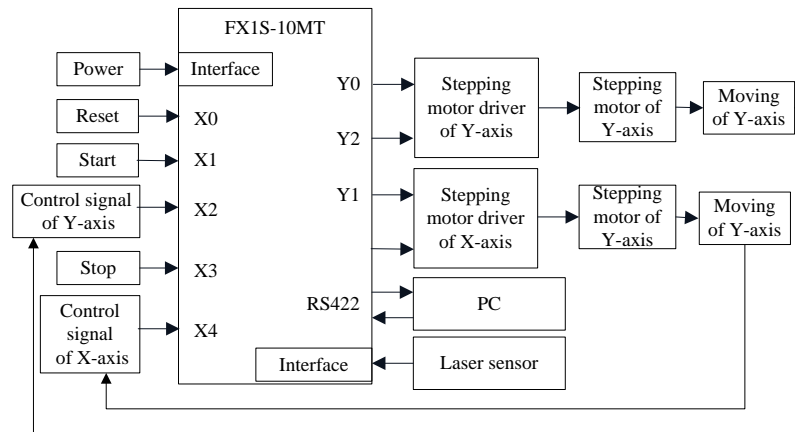 FX1S-10MT
Power
Interface
Reset
X0
Start
X1
Control signal
of Y-axis
X2
Stop
X3
Control
signal
of X-axis
X4
Y0
Y2
Y1
RS422
Interface
Stepping
motor driver
of Y-axis
Stepping
motor of
Y-axis
Moving
of Y-axis
Stepping
motor driver
of X-axis
Stepping
motor of
Y-axis
Moving
of Y-axis
PC
Laser sensor